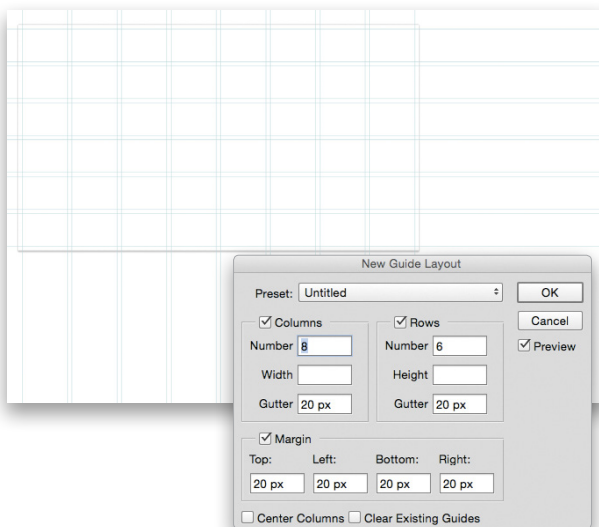 New Guide Layout
Preset: Untitled OK
Columns Rows Cancel
Number 8 Number 6 Preview
Width Height
Gutter 20 px Gutter 20 px
Margin
Top: Left: Bottom: Right:
20 px 20 px 20 px 20 px
Center Columns Clear Existing Guides